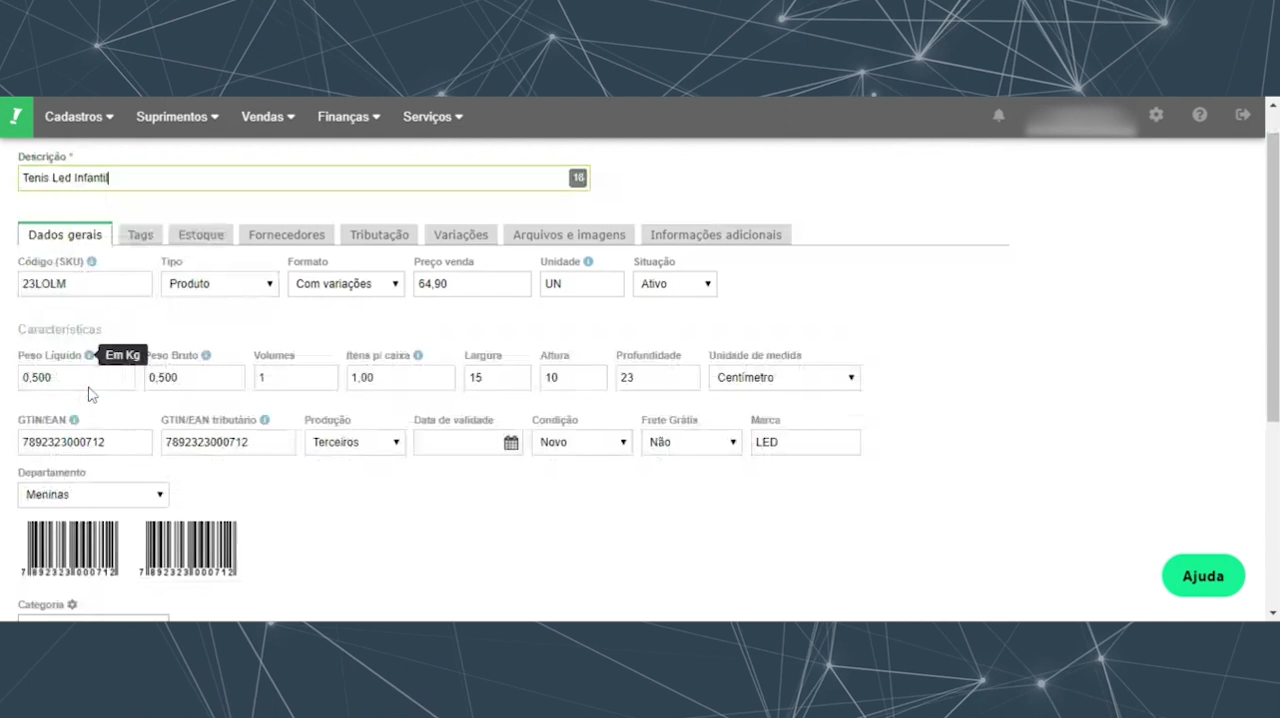 Cadastros Suprimentos Vendas Finanças Serviços
Descrição *
Tenis Led Infantil 18
Dados gerais Tags Estoque Fornecedores Tributação Variações Arquivos e imagens Informações adicionais
Código (SKU) Tipo Formato Preço venda Unidade Situação
23LOLM Produto Com variações 64,90 UN Ativo
Características
Peso Líquido Em Kg Peso Bruto Volumes Itens p/ caixa Largura Altura Profundidade Unidade de medida
0,500 0,500 1 1,00 15 10 23 Centímetro
GTIN/EAN GTIN/EAN tributário Produção Data de validade Condição Frete Grátis Marca
7892323000712 7892323000712 Terceiros Novo Não LED
Departamento
Meninas
7892323000712 7892323000712
Ajuda
Categoria